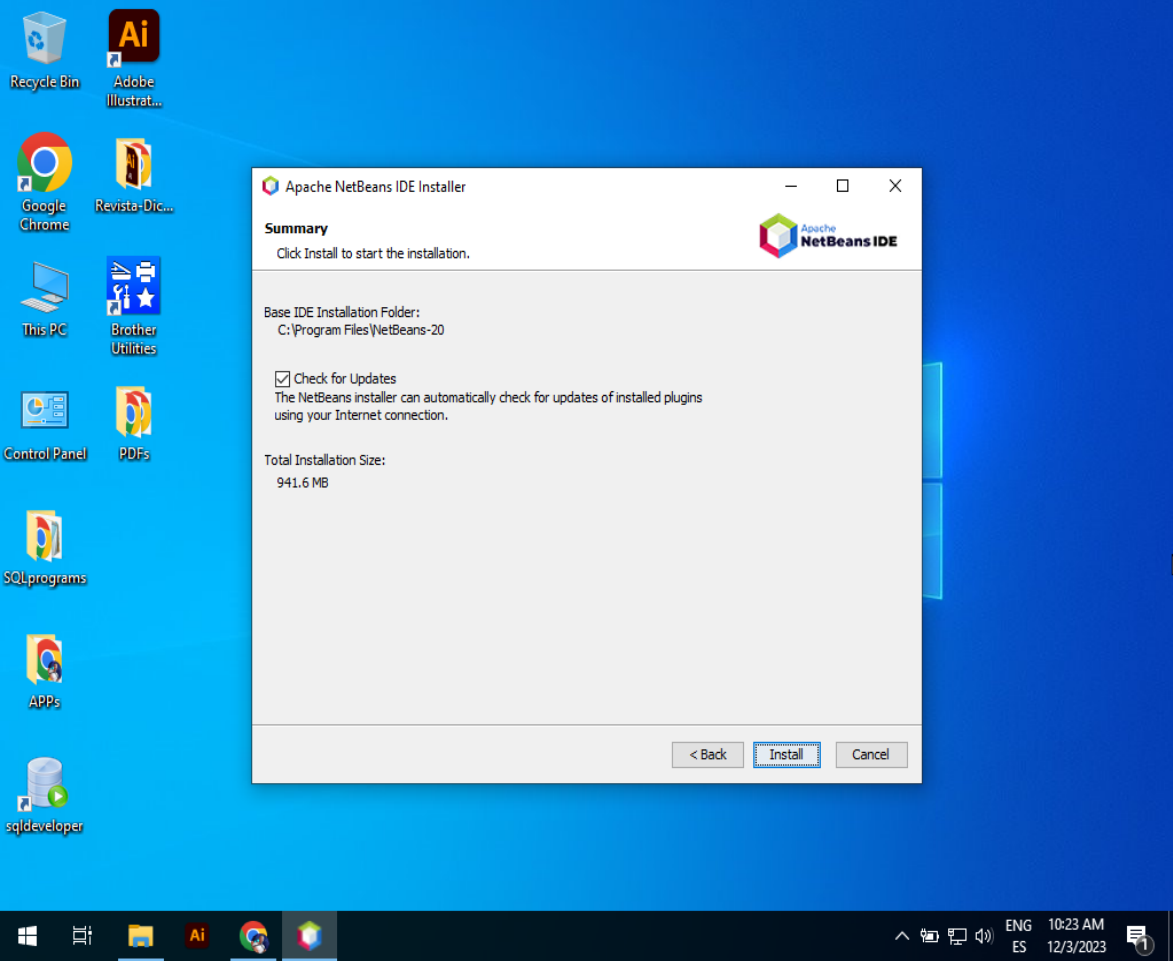 Recycle Bin
Ai
Adobe
Illustrat...
Google
Chrome
Ai
Revista-Dic...
This PC
Brother
Utilities
Control Panel
PDFs
SQLprograms
APPs
sqldeveloper
Apache NetBeans IDE Installer
Summary
Click Install to start the installation.
Apache
NetBeans IDE
Base IDE Installation Folder:
C:\Program Files\NetBeans-20
Check for Updates
The NetBeans installer can automatically check for updates of installed plugins
using your Internet connection.
Total Installation Size:
941.6 MB
< Back
Install
Cancel
Ai
ENG
ES
10:23 AM
12/3/2023
1